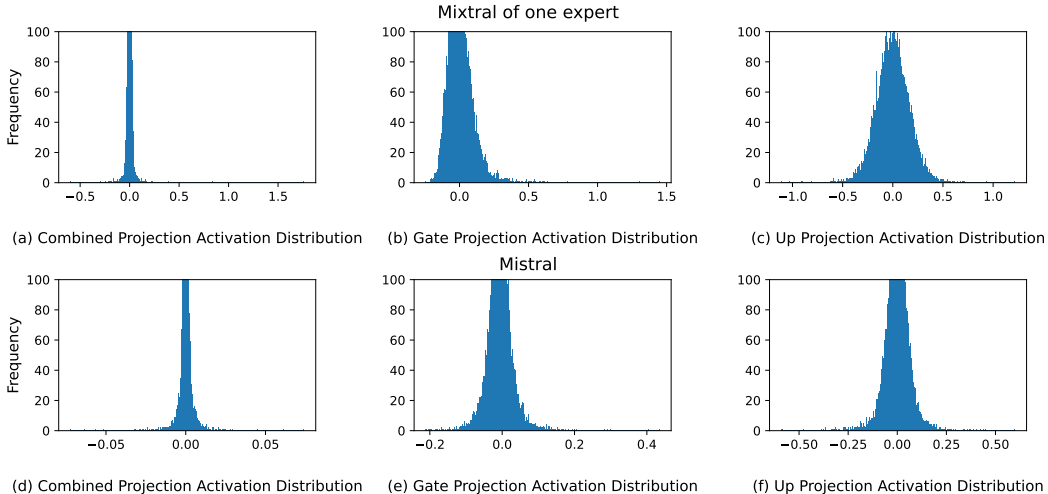 Mixtral of one expert
Frequency
100
80
60
40
20
0
−0.5 0.0 0.5 1.0 1.5
100
80
60
40
20
0
0.0 0.5 1.0 1.5
100
80
60
40
20
0
−1.0 −0.5 0.0 0.5 1.0
(a) Combined Projection Activation Distribution
(b) Gate Projection Activation Distribution
(c) Up Projection Activation Distribution
Mistral
Frequency
100
80
60
40
20
0
−0.05 0.00 0.05
100
80
60
40
20
0
−0.2 0.0 0.2 0.4
100
80
60
40
20
0
−0.50 −0.25 0.00 0.25 0.50
(d) Combined Projection Activation Distribution
(e) Gate Projection Activation Distribution
(f) Up Projection Activation Distribution